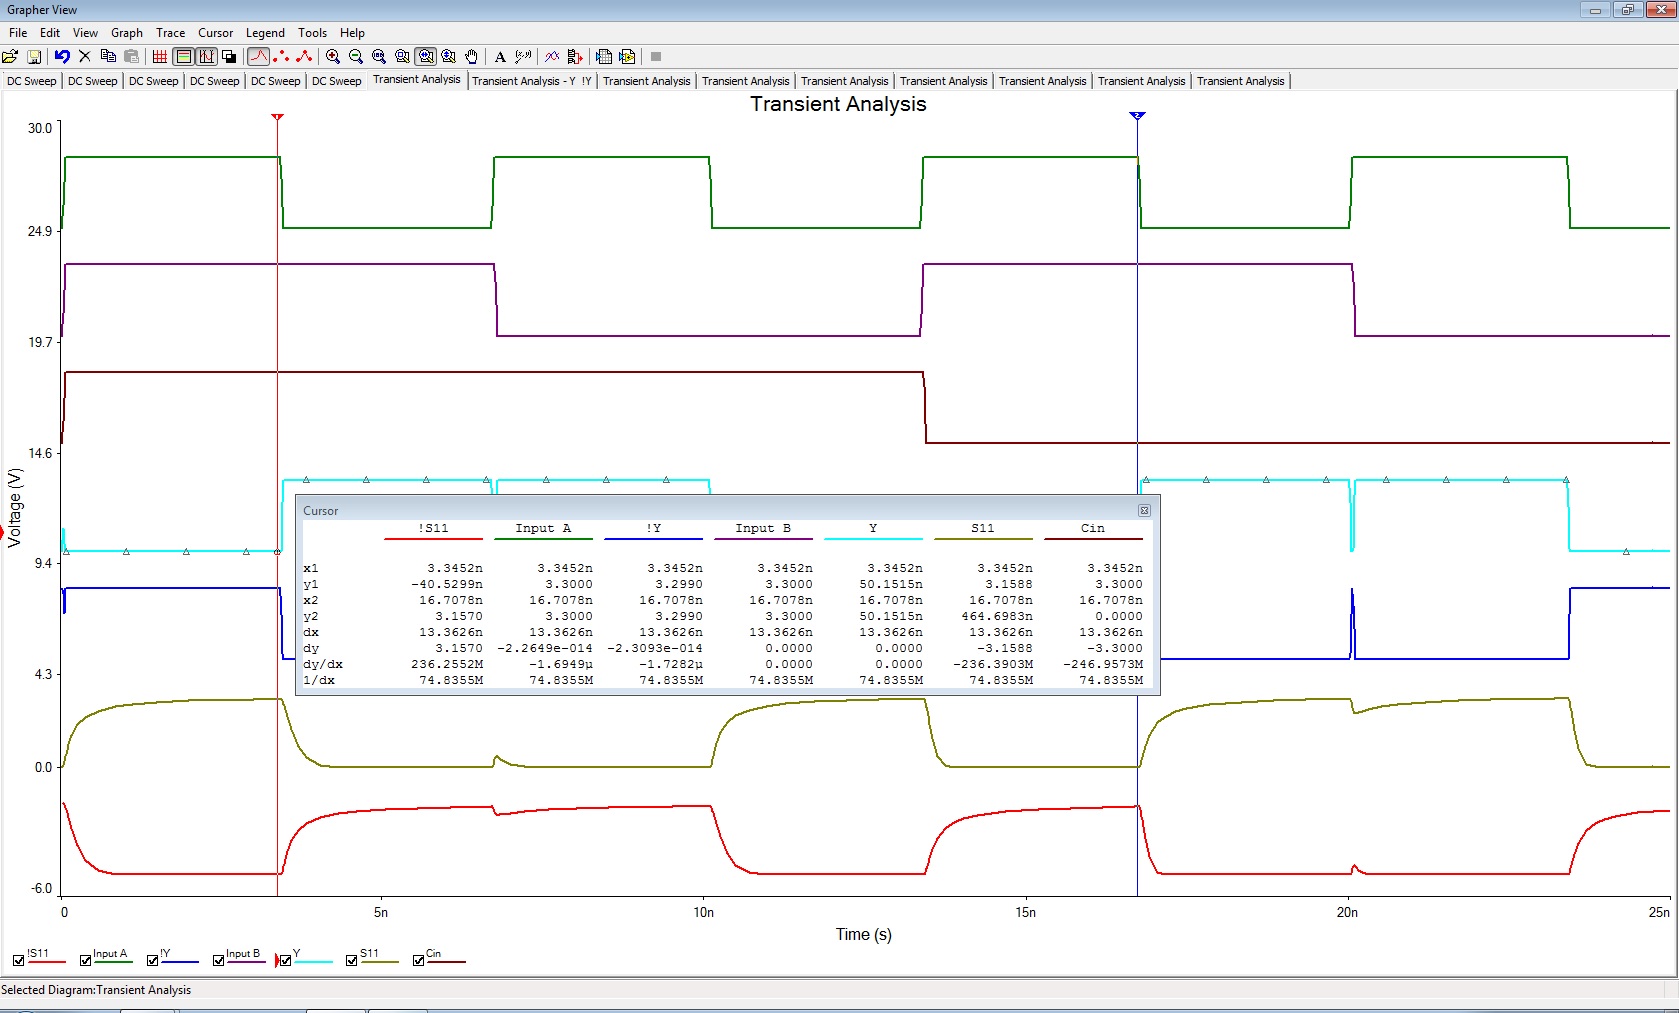 Grapher View
File Edit View Graph Trace Cursor Legend Tools Help
DC Sweep DC Sweep DC Sweep DC Sweep DC Sweep DC Sweep Transient Analysis Transient Analysis - Y !Y Transient Analysis Transient Analysis Transient Analysis Transient Analysis Transient Analysis Transient Analysis Transient Analysis
Transient Analysis
30.0
24.9
19.7
14.6
9.4
4.3
0.0
-6.0
Voltage (V)
Cursor
!S11 Input A !Y Input B Y S11 Cin
x1 3.3452n 3.3452n 3.3452n 3.3452n 3.3452n 3.3452n 3.3452n
y1 -40.5299n 3.3000 3.2990 3.3000 50.1515n 3.1588 3.3000
x2 16.7078n 16.7078n 16.7078n 16.7078n 16.7078n 16.7078n 16.7078n
y2 3.1570 3.3000 3.2990 3.3000 50.1515n 464.6983n 0.0000
dx 13.3626n 13.3626n 13.3626n 13.3626n 13.3626n 13.3626n 13.3626n
dy 3.1570 -2.2649e-014 -2.3093e-014 0.0000 0.0000 -3.1588 -3.3000
dy/dx 236.2552M -1.6949µ -1.7282µ 0.0000 0.0000 -236.3903M -246.9573M
1/dx 74.8355M 74.8355M 74.8355M 74.8355M 74.8355M 74.8355M 74.8355M
0 5n 10n 15n 20n 25n
Time (s)
!S11 Input A !Y Input B Y S11 Cin
Selected Diagram:Transient Analysis